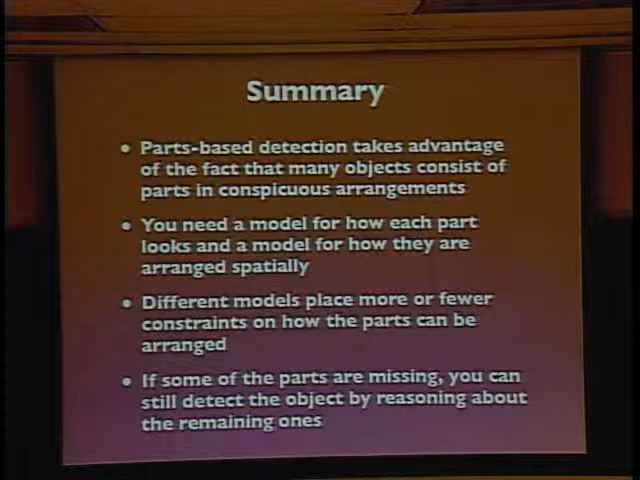 Summary
• Parts-based detection takes advantage
of the fact that many objects consist of
parts in conspicuous arrangements
• You need a model for how each part
looks and a model for how they are
arranged spatially
• Different models place more or fewer
constraints on how the parts can be
arranged
• If some of the parts are missing, you can
still detect the object by reasoning about
the remaining ones